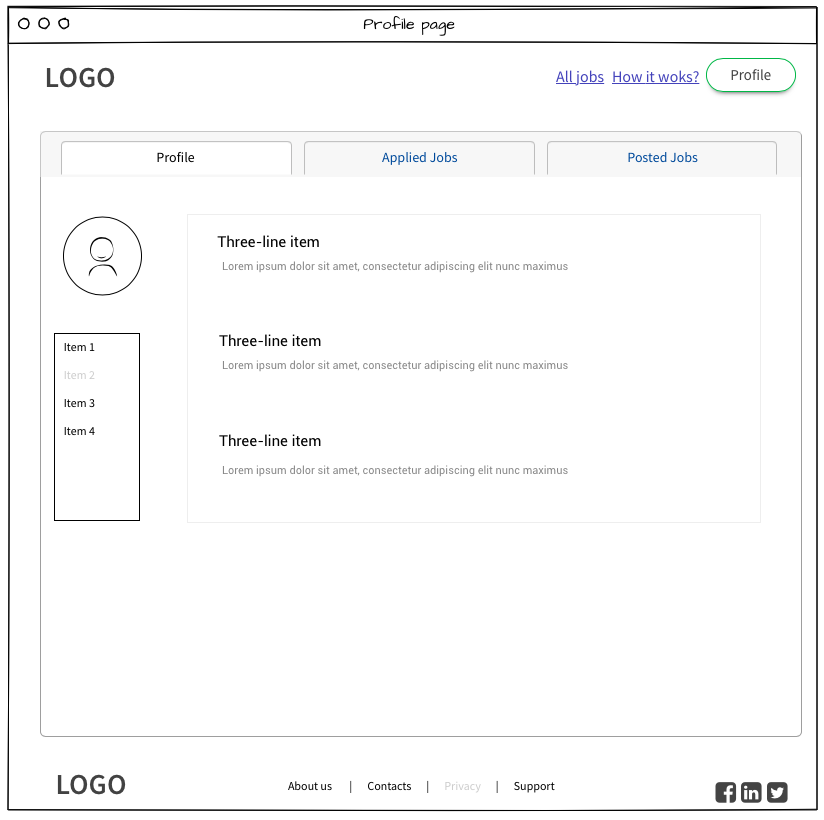 Profile page
LOGO
All jobs How it woks? Profile
Profile Applied Jobs Posted Jobs
Three-line item
Lorem ipsum dolor sit amet, consectetur adipiscing elit nunc maximus
Item 1
Item 2
Item 3
Item 4
Three-line item
Lorem ipsum dolor sit amet, consectetur adipiscing elit nunc maximus
Three-line item
Lorem ipsum dolor sit amet, consectetur adipiscing elit nunc maximus
LOGO
About us | Contacts | Privacy | Support